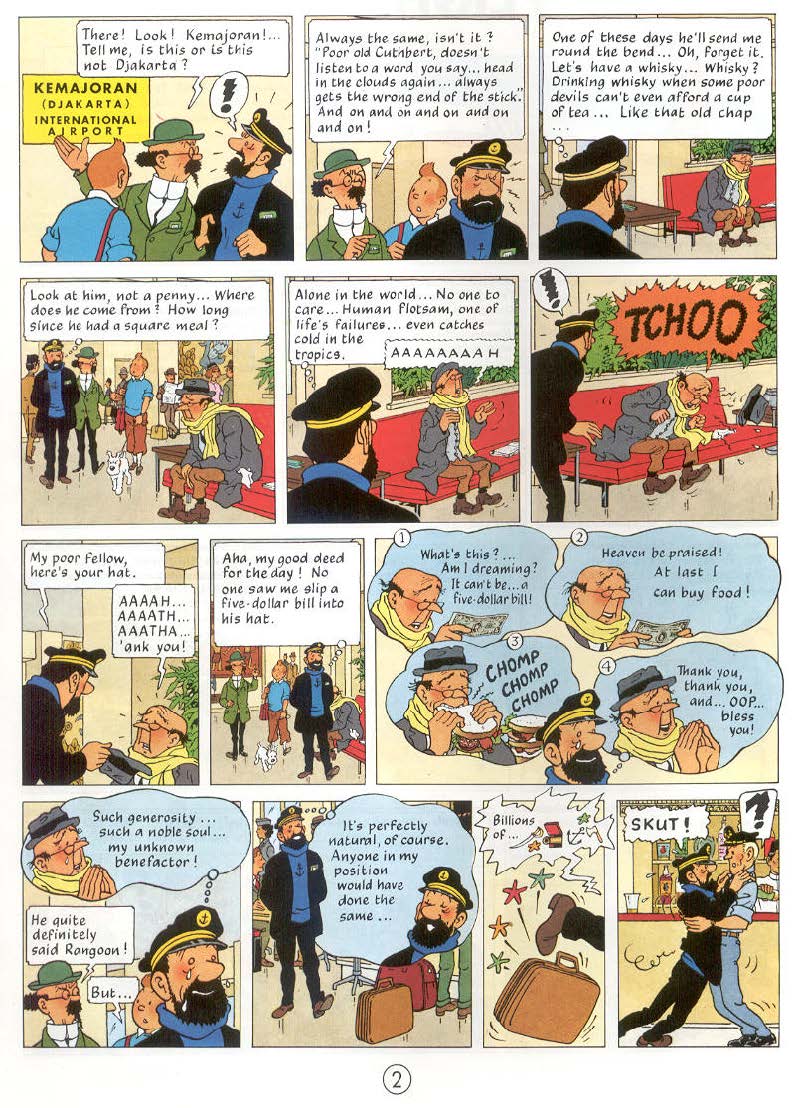 There! Look! Kemajoran!...
Tell me, is this or is this
not Djakarta?
KEMAJORAN
(DJAKARTA)
INTERNATIONAL
AIRPORT
!
Always the same, isn't it?
"Poor old Cuthbert, doesn't
listen to a word you say... head
in the clouds again... always
gets the wrong end of the stick."
And on and on and on and on
and on!
One of these days he'll send me
round the bend... Oh, forget it.
Let's have a whisky... Whisky?
Drinking whisky when some poor
devils can't even afford a cup
of tea... Like that old chap
...
Look at him, not a penny... Where
does he come from? How long
since he had a square meal?
Alone in the world... No one to
care... Human flotsam, one of
life's failures... even catches
cold in the
tropics.
AAAAAAAAH
!
TCHOO
My poor fellow,
here's your hat.
AAAAH...
AAAATH...
AAATHA...
'ank you!
Aha, my good deed
for the day! No
one saw me slip a
five-dollar bill into
his hat.
1
What's this?...
Am I dreaming?
It can't be... a
five-dollar bill!
2
Heaven be praised!
At last I
can buy food!
3
CHOMP
CHOMP
CHOMP
4
Thank you,
thank you,
and... OOP...
bless
you!
Such generosity...
such a noble soul...
my unknown
benefactor!
He quite
definitely
said Rangoon!
But...
It's perfectly
natural, of course.
Anyone in my
position
would have
done the
same...
Billions
of...
SKUT!
?
2